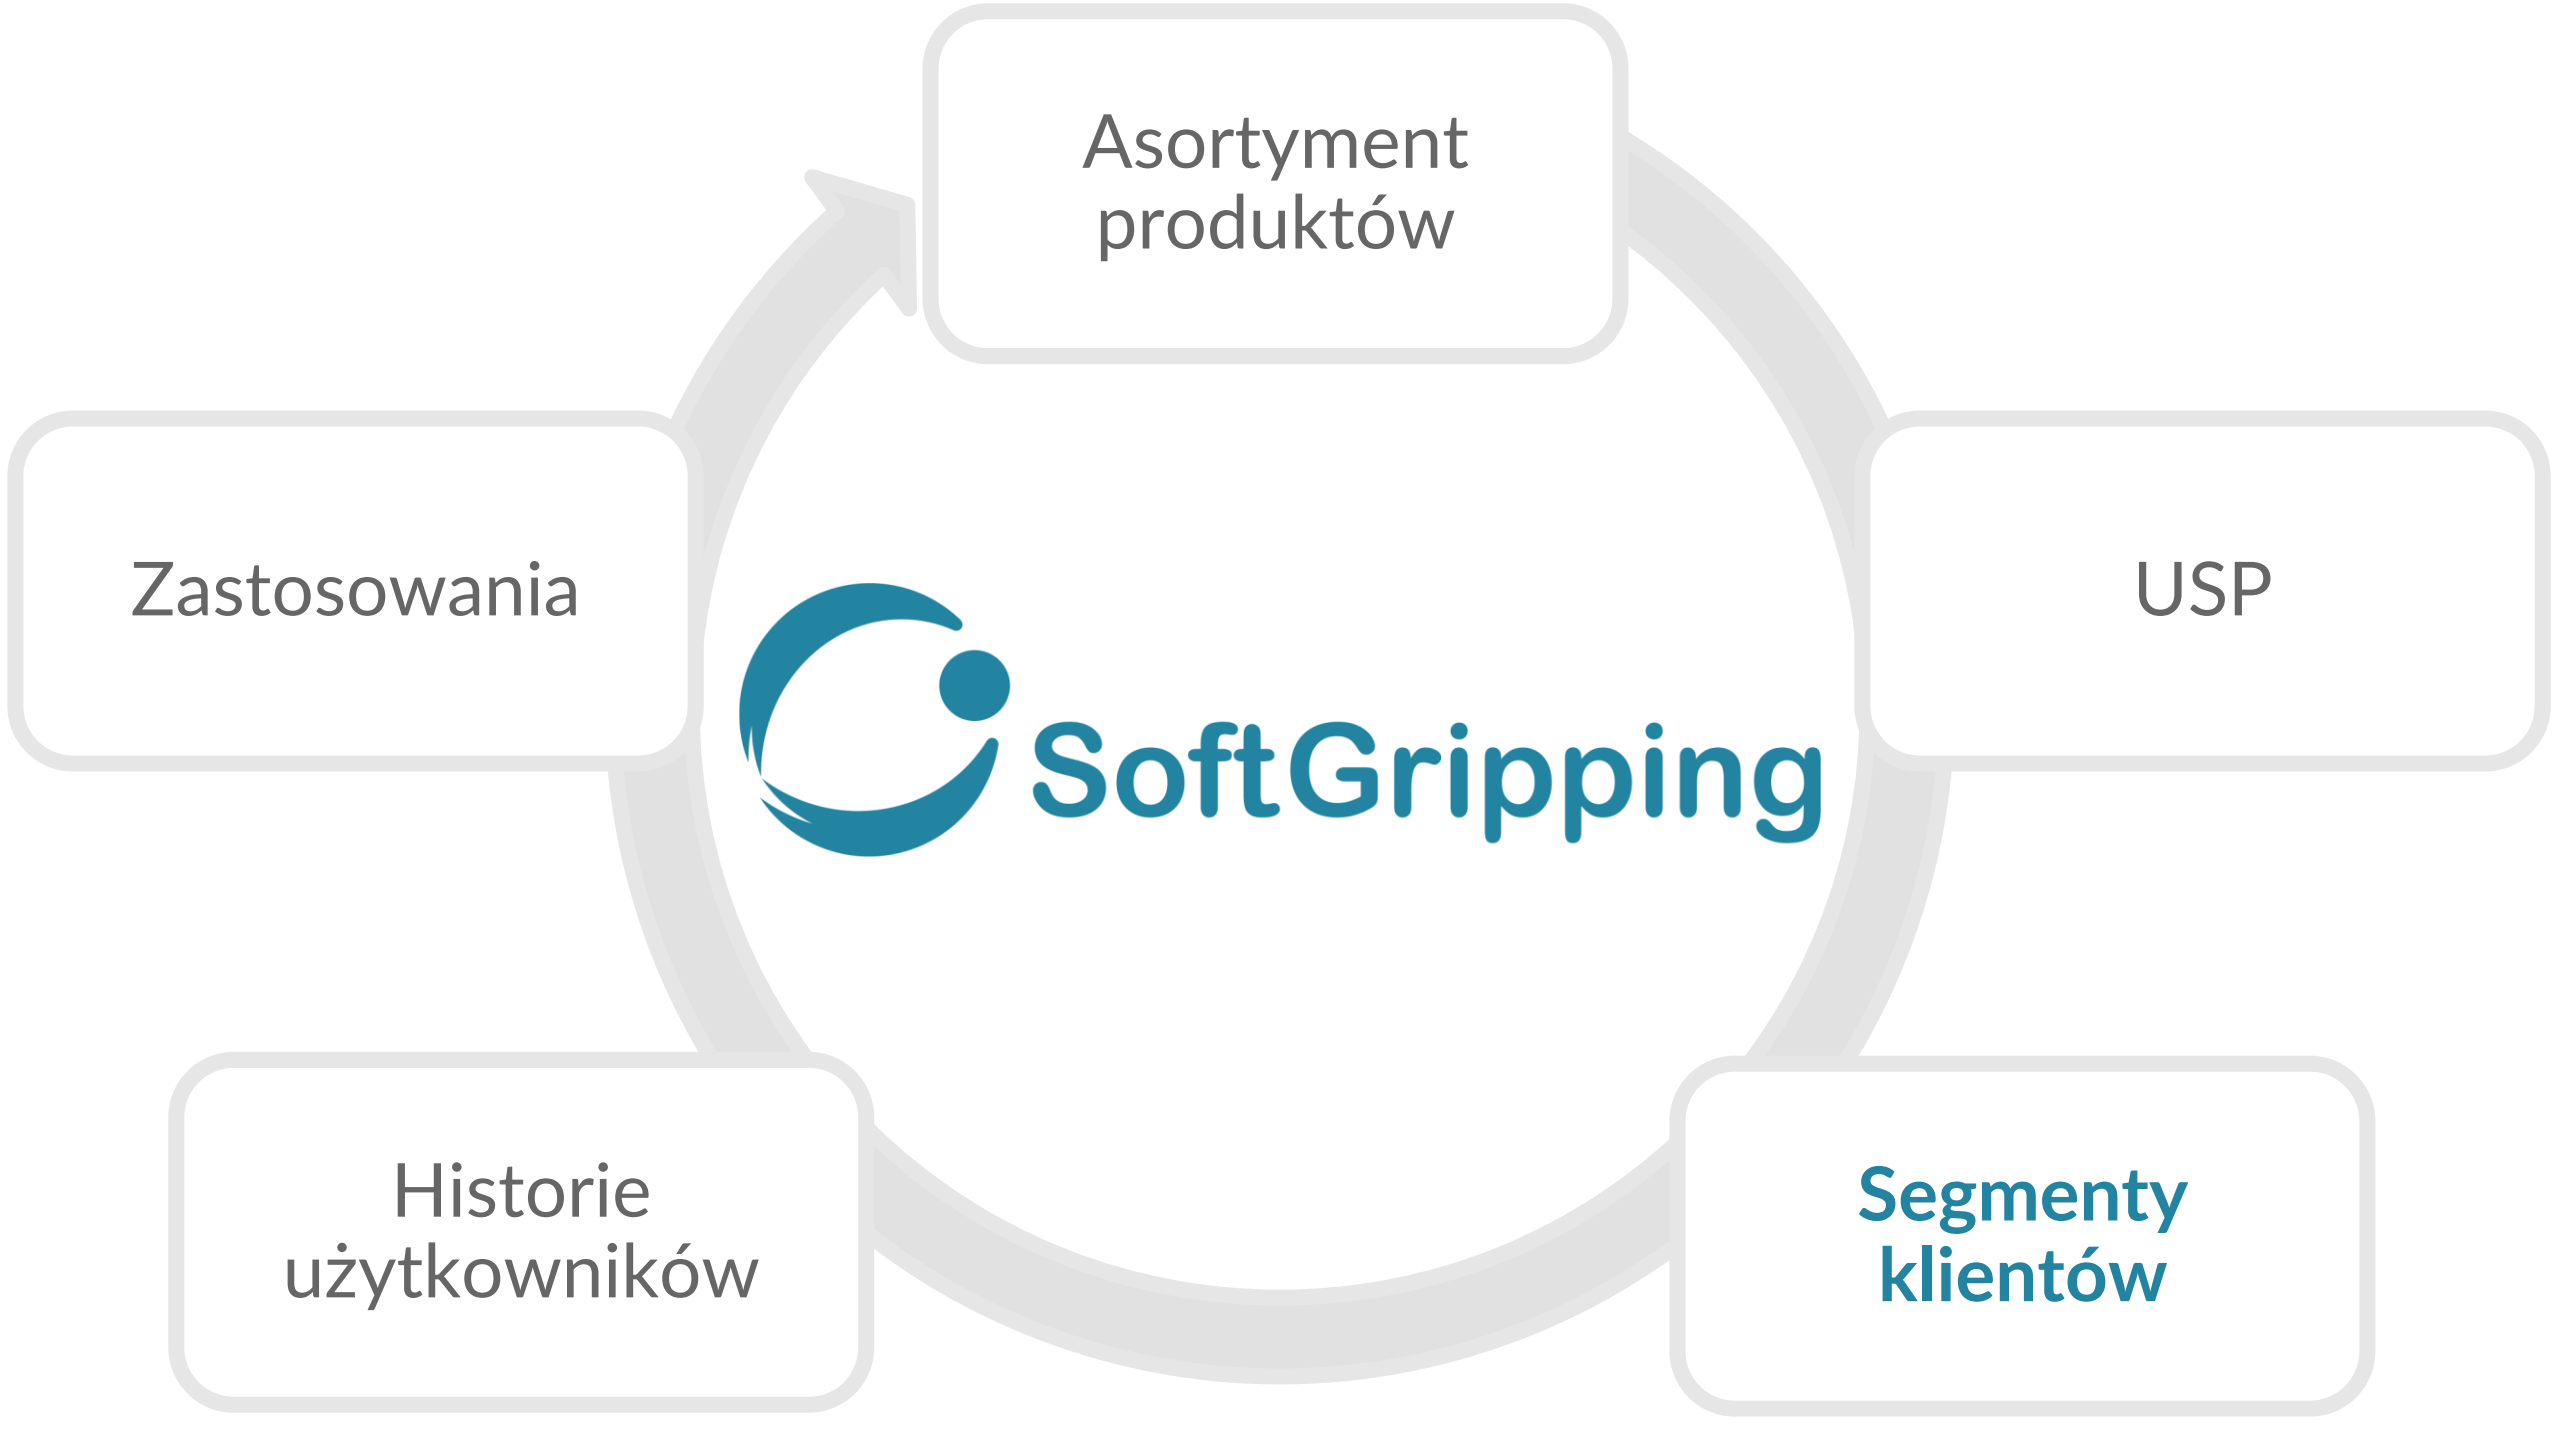 Asortyment
produktów
Zastosowania
USP
SoftGripping
Historie
użytkowników
Segmenty
klientów